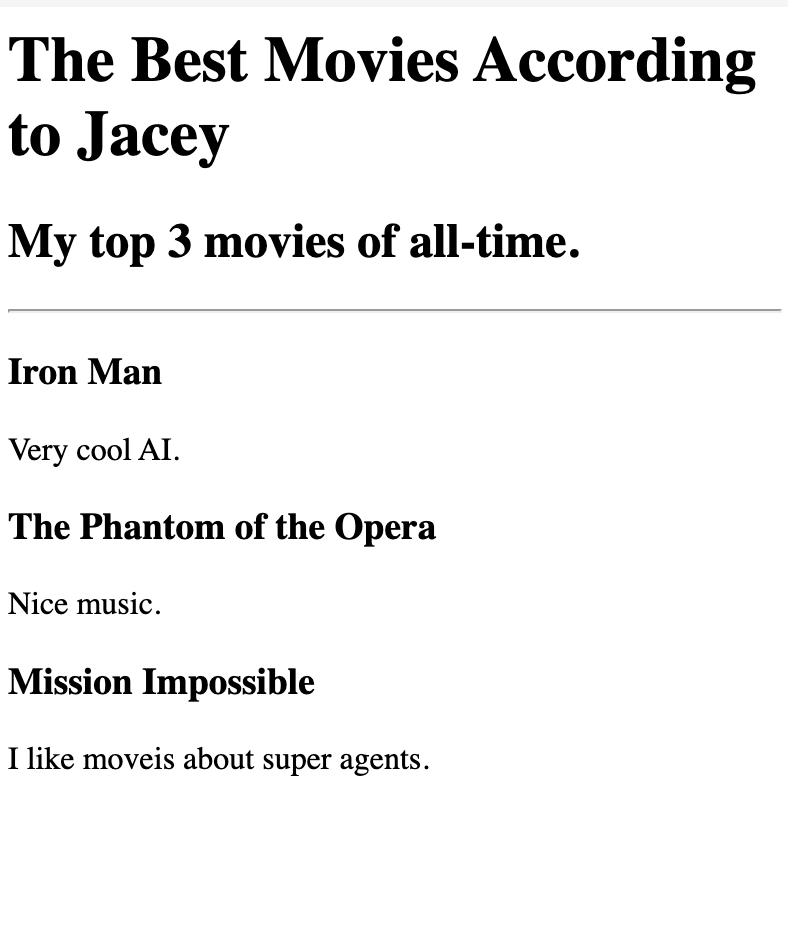 The Best Movies According
to Jacey
My top 3 movies of all-time.
Iron Man
Very cool AI.
The Phantom of the Opera
Nice music.
Mission Impossible
I like moveis about super agents.